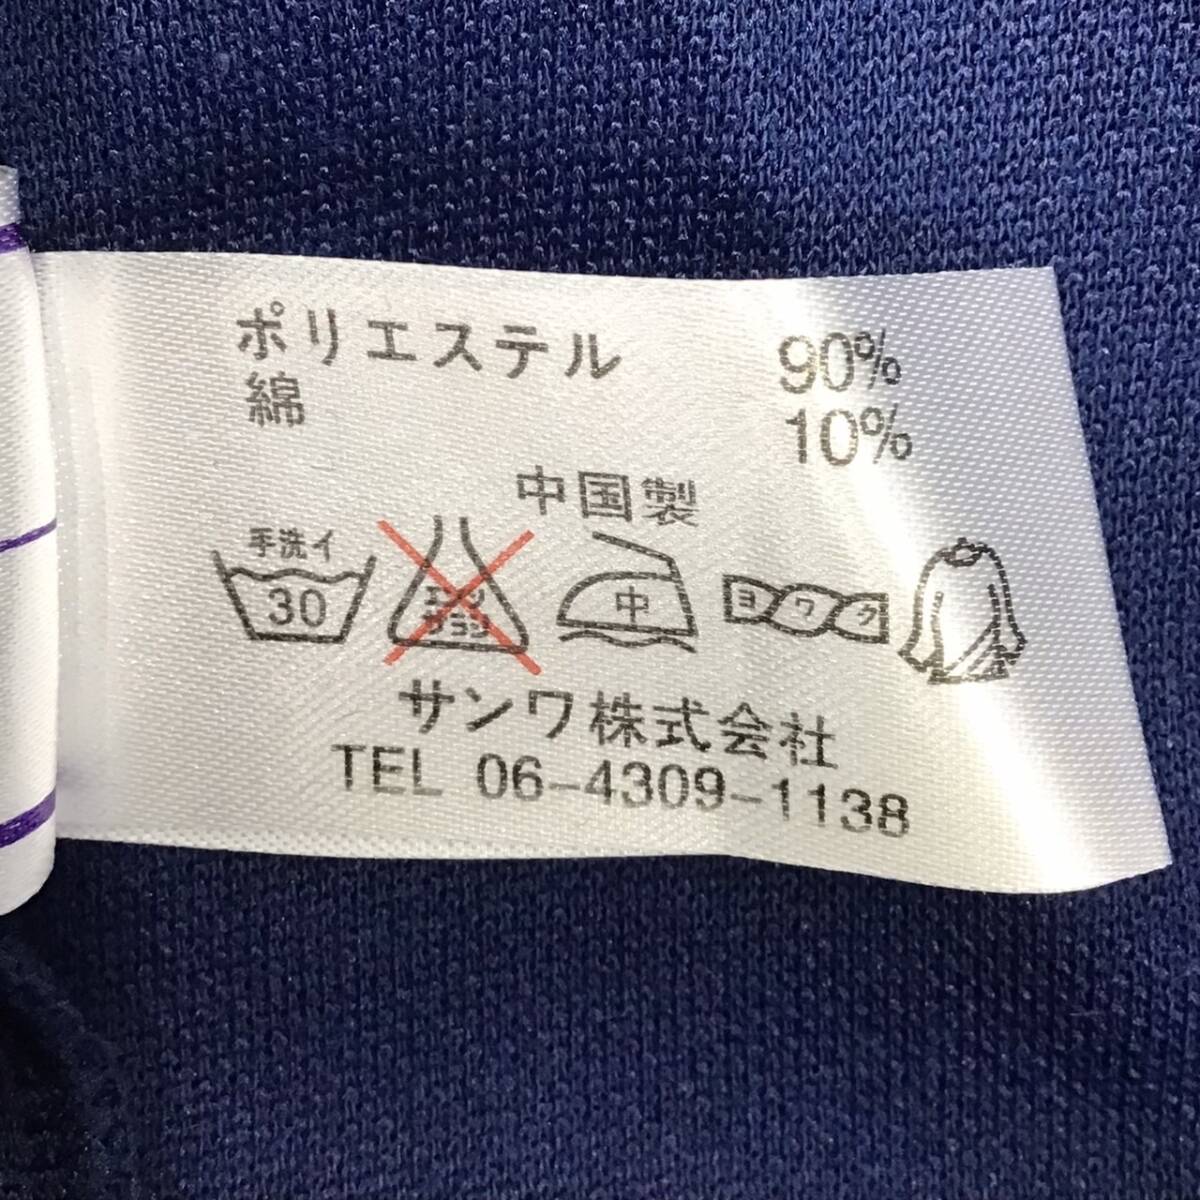 ポリエステル 90%
綿 10%
中国製
手洗イ
30
エンソ
サラシ
中
ヨワク
サンワ株式会社
TEL 06-4309-1138